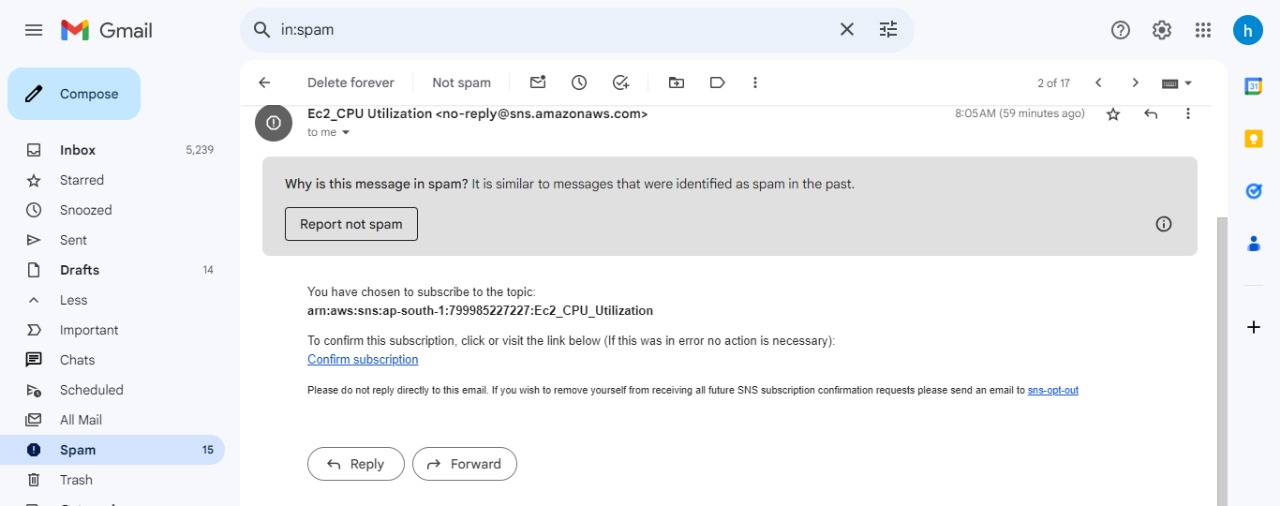 Gmail
in:spam
h
Compose
Delete forever
Not spam
2 of 17
Ec2_CPU Utilization <no-reply@sns.amazonaws.com>
8:05 AM (59 minutes ago)
to me
Inbox 5,239
Starred
Snoozed
Sent
Drafts 14
Less
Important
Chats
Scheduled
All Mail
Spam 15
Trash
Why is this message in spam? It is similar to messages that were identified as spam in the past.
Report not spam
You have chosen to subscribe to the topic:
arn:aws:sns:ap-south-1:799985227227:Ec2_CPU_Utilization
To confirm this subscription, click or visit the link below (If this was in error no action is necessary):
Confirm subscription
Please do not reply directly to this email. If you wish to remove yourself from receiving all future SNS subscription confirmation requests please send an email to sns-opt-out
Reply
Forward
31